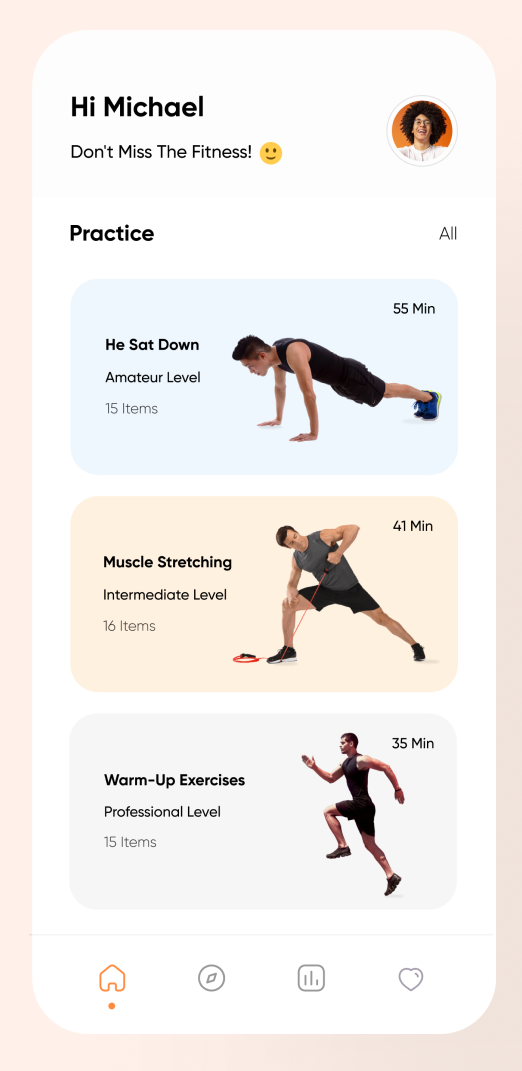 Hi Michael
Don't Miss The Fitness! 🙂
Practice
All
55 Min
He Sat Down
Amateur Level
15 Items
41 Min
Muscle Stretching
Intermediate Level
16 Items
35 Min
Warm-Up Exercises
Professional Level
15 Items